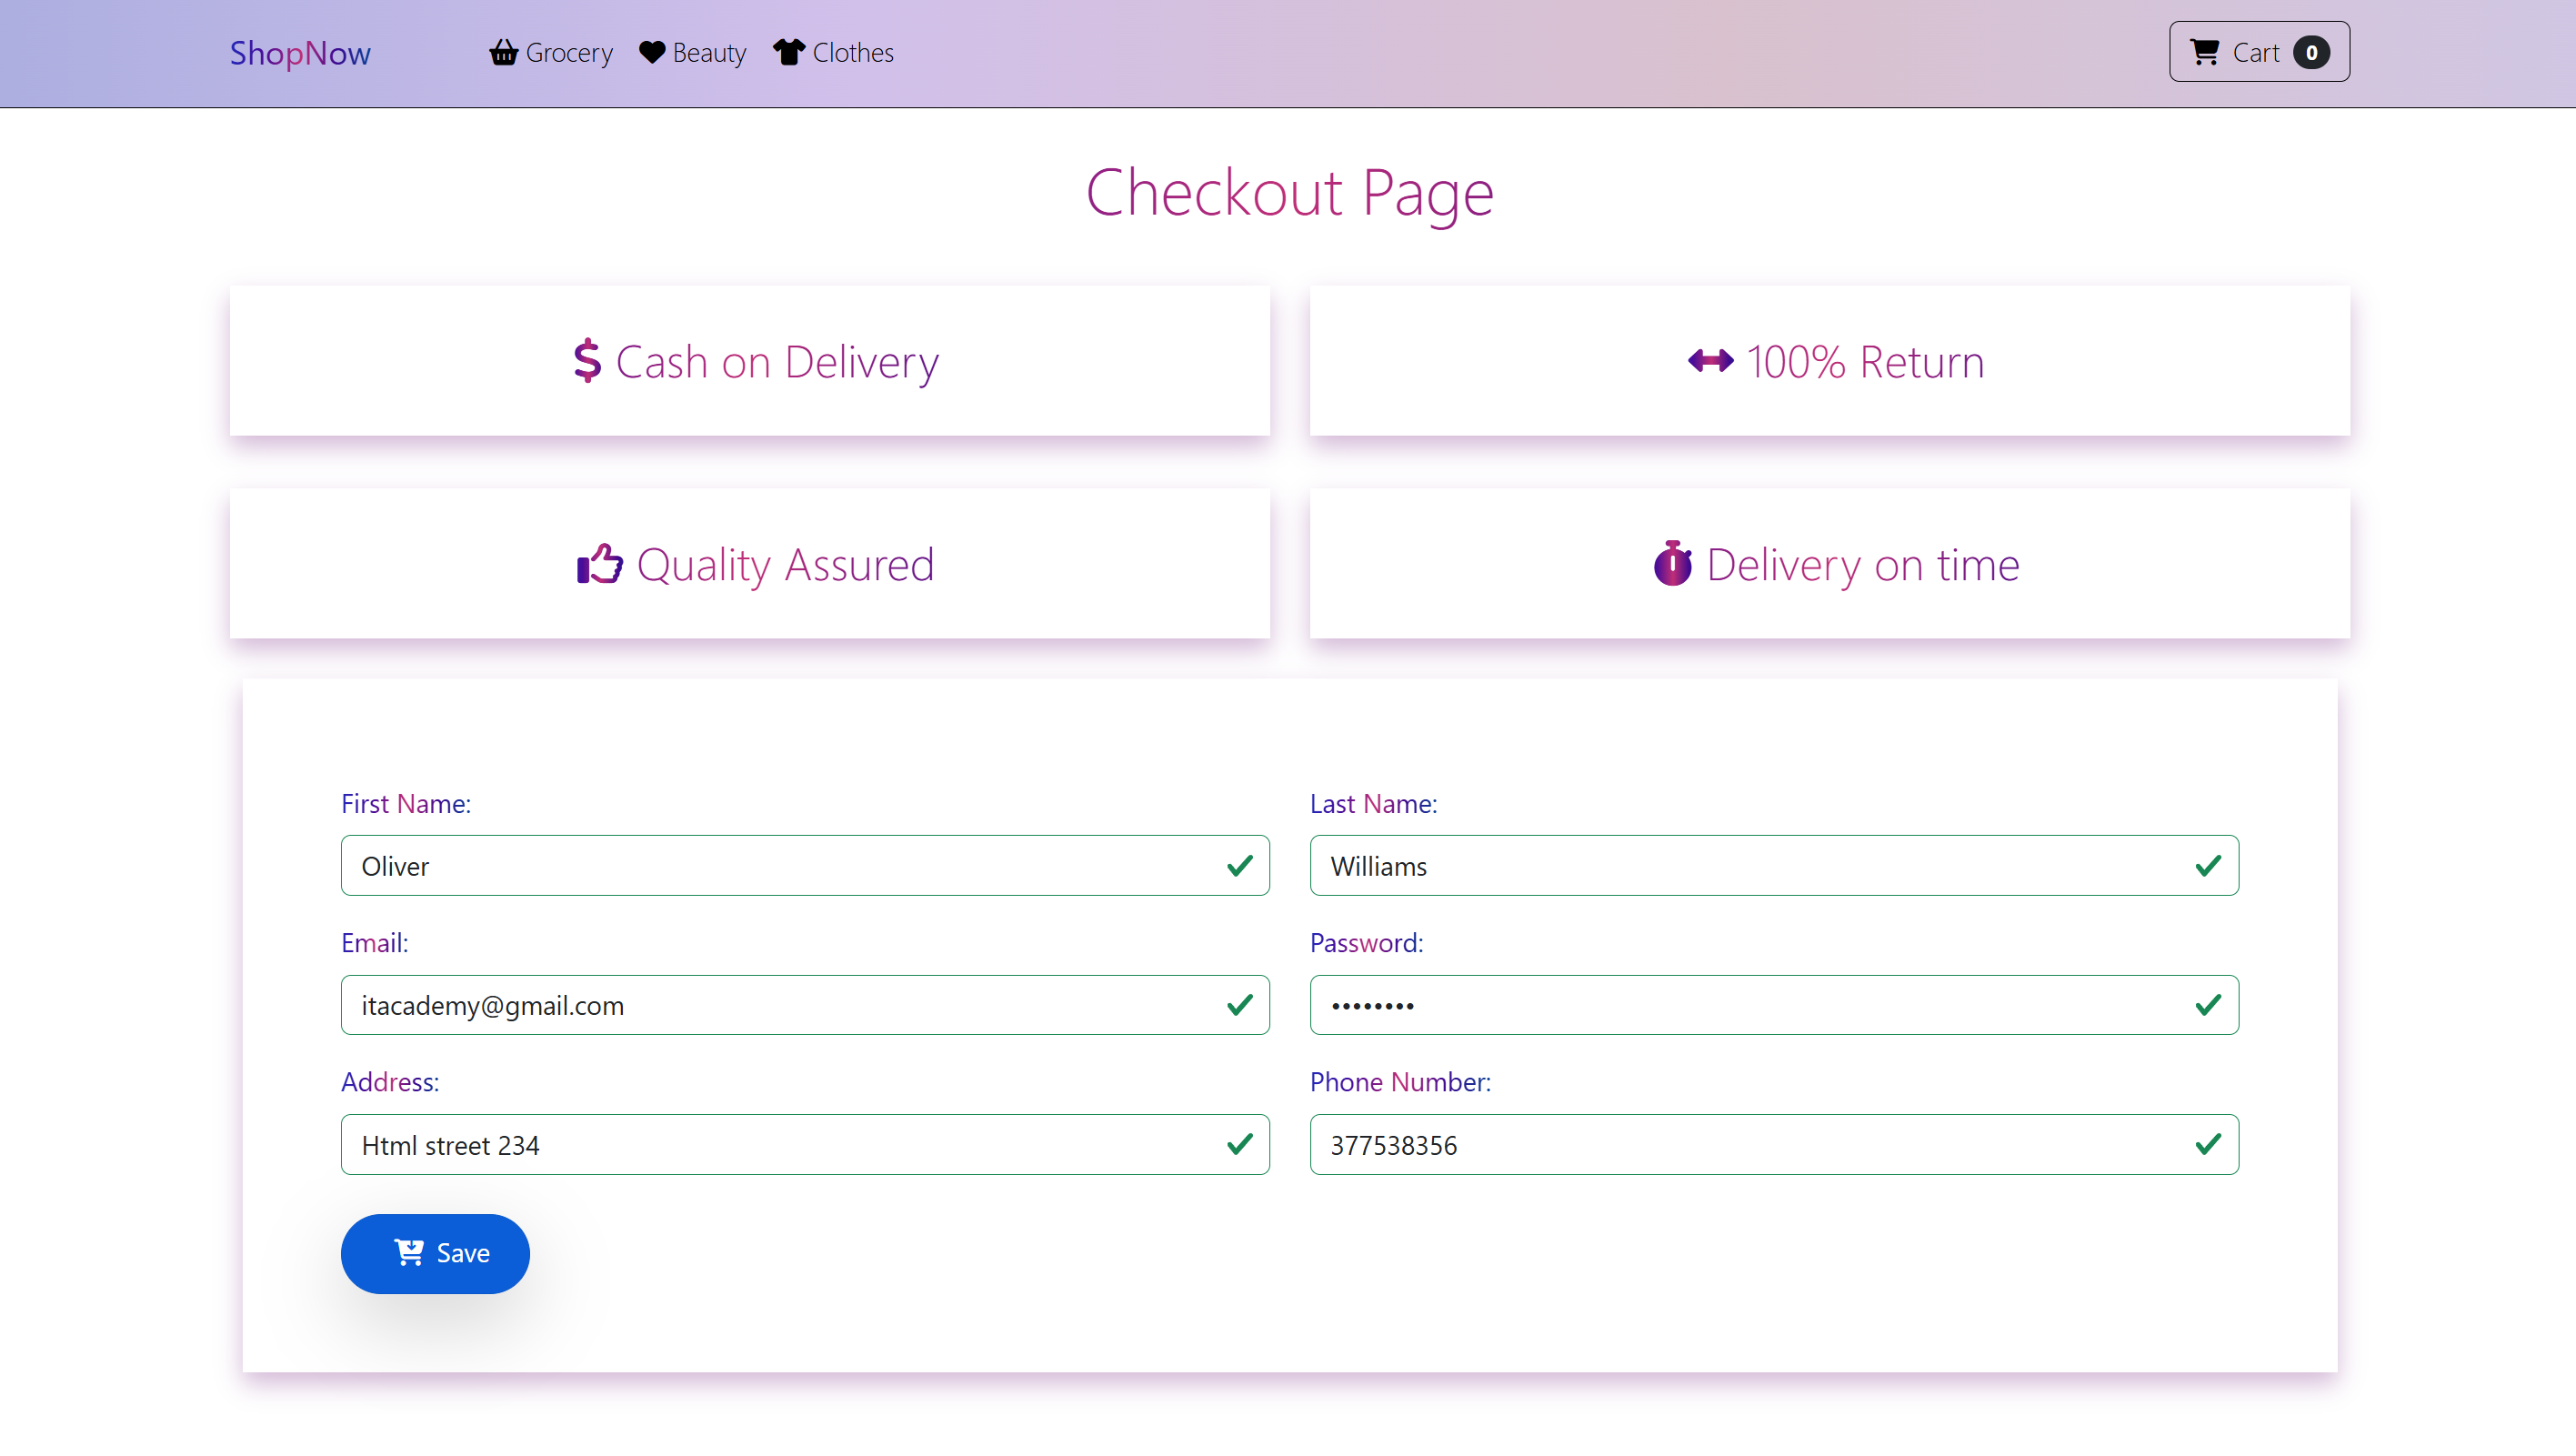 ShopNow Grocery Beauty Clothes Cart 0
Checkout Page
Cash on Delivery
100% Return
Quality Assured
Delivery on time
First Name:
Last Name:
Oliver
Williams
Email:
Password:
itacademy@gmail.com
••••••••
Address:
Phone Number:
Html street 234
377538356
Save